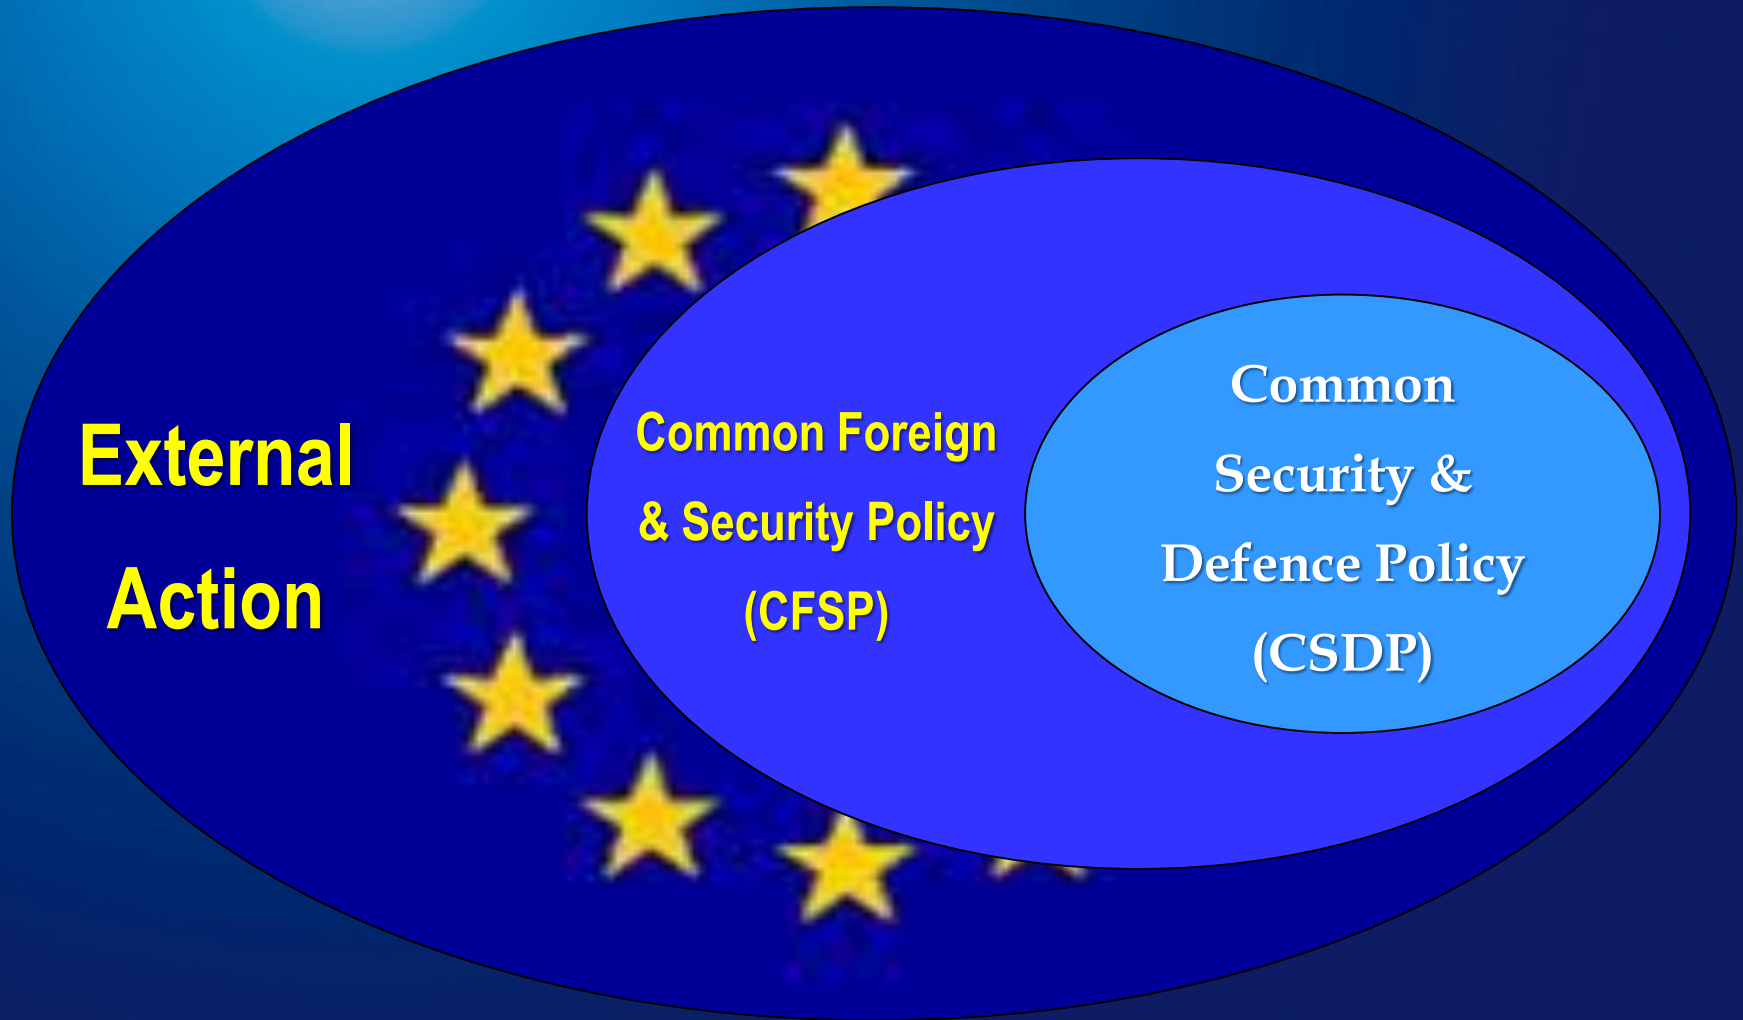 External
Action
Common Foreign
& Security Policy
(CFSP)
Common
Security &
Defence Policy
(CSDP)